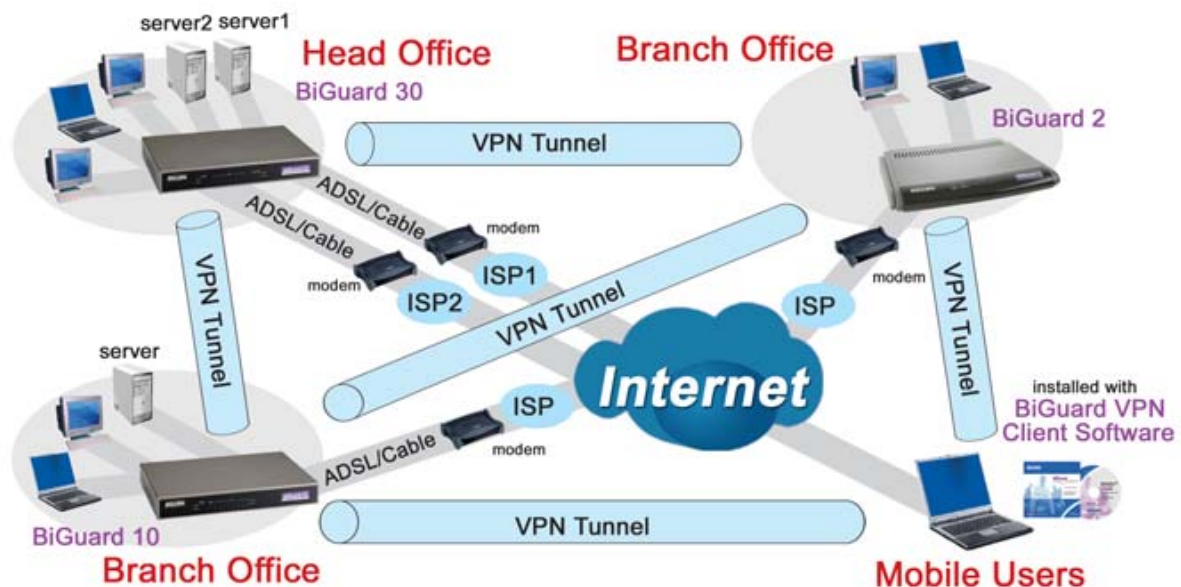 server2 server1
Head Office
BiGuard 30
Branch Office
BiGuard 2
VPN Tunnel
ADSL/Cable
modem
ISP1
ADSL/Cable
modem
ISP2
VPN Tunnel
VPN Tunnel
modem
ISP
VPN Tunnel
Internet
server
ISP
modem
ADSL/Cable
BiGuard 10
Branch Office
VPN Tunnel
installed with
BiGuard VPN
Client Software
Mobile Users